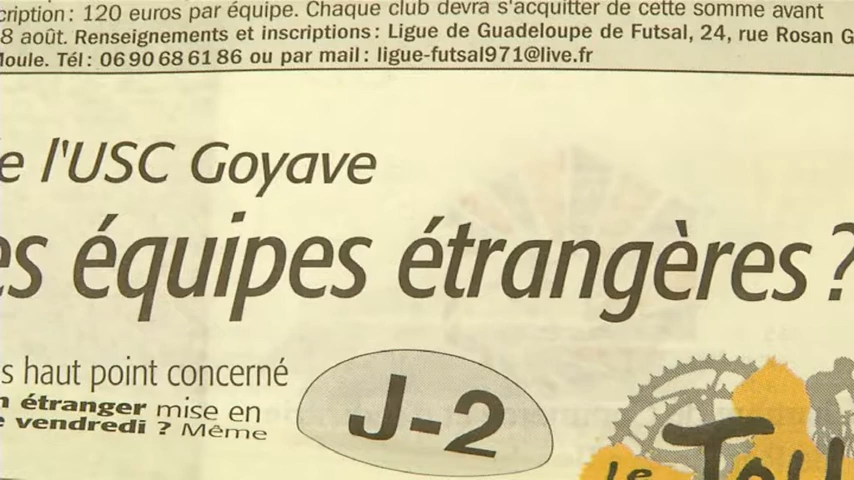 cription : 120 euros par équipe. Chaque club devra s'acquitter de cette somme avant
8 août. Renseignements et inscriptions : Ligue de Guadeloupe de Futsal, 24, rue Rosan G
Moule. Tél : 06 90 68 61 86 ou par mail : ligue-futsal971@live.fr
e l'USC Goyave
es équipes étrangères ?
s haut point concerné
n étranger mise en
e vendredi ? Même
J-2
Le Tou